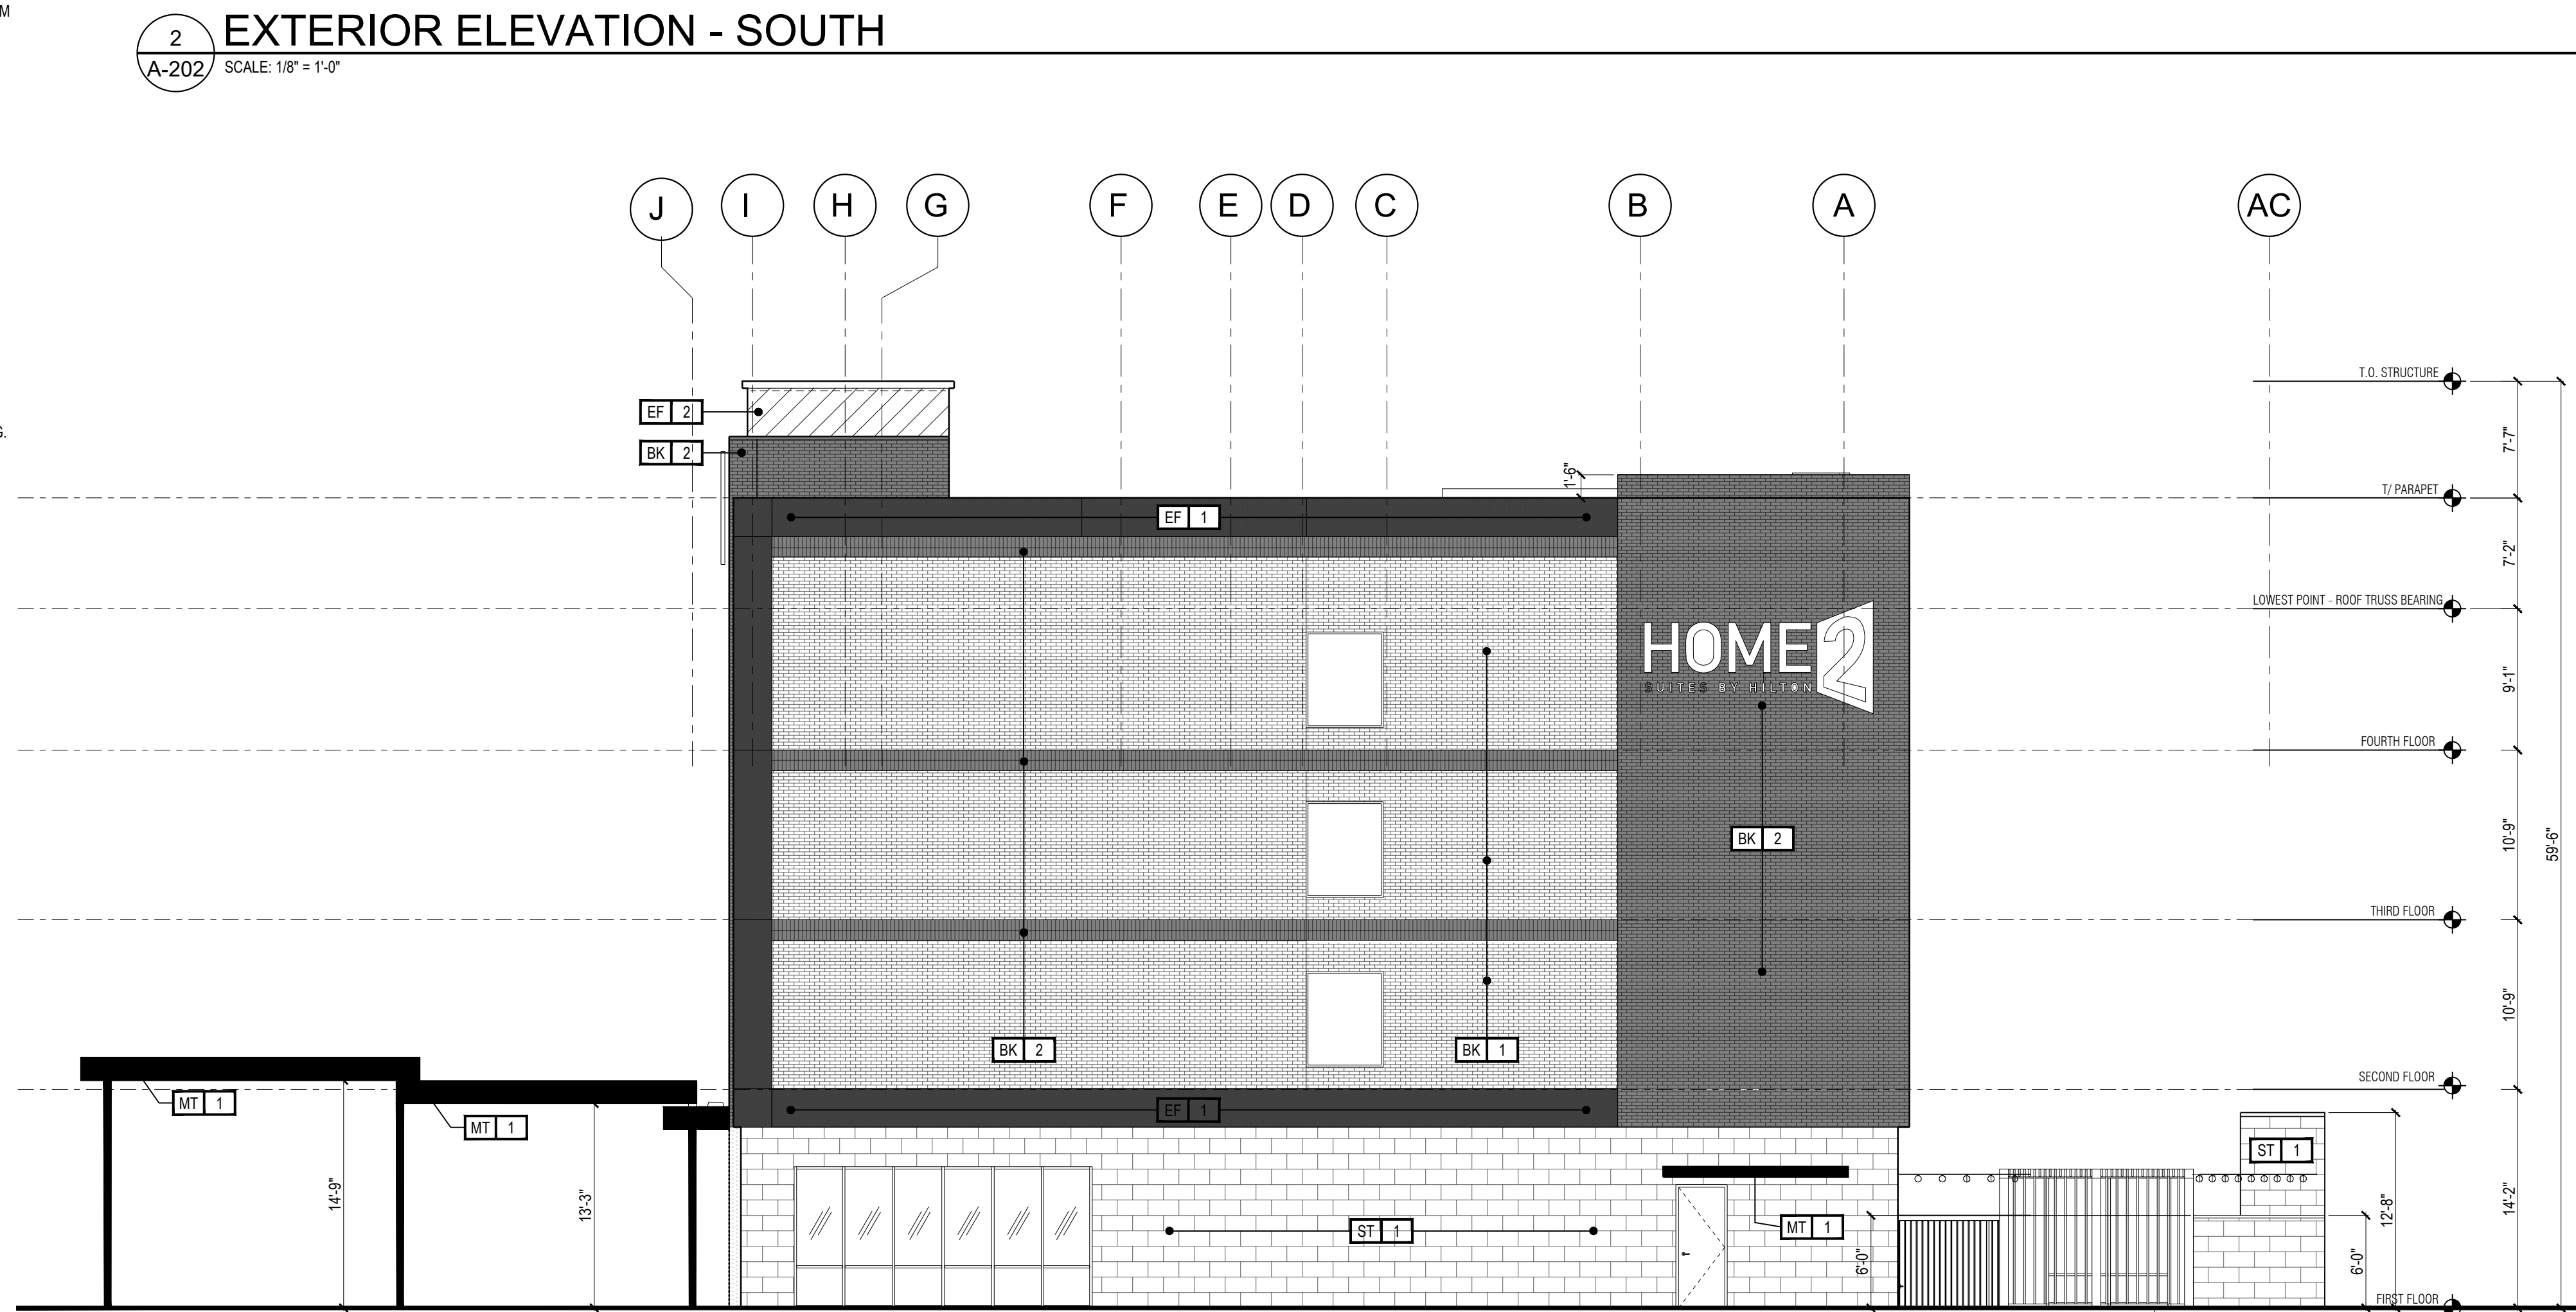 M
2
EXTERIOR ELEVATION - SOUTH
A-202
SCALE: 1/8" = 1'-0"
J
I
H
G
F
E
D
C
B
A
AC
T.O. STRUCTURE
EF 2
G.
7'-7"
BK 2
1'-6"
T/ PARAPET
EF 1
7'-2"
LOWEST POINT - ROOF TRUSS BEARING
HOME2
SUITES BY HILTON
9'-1"
FOURTH FLOOR
BK 2
10'-9"
59'-6"
THIRD FLOOR
10'-9"
BK 2
BK 1
SECOND FLOOR
MT 1
EF 1
MT 1
ST 1
14'-9"
13'-3"
12'-8"
14'-2"
ST 1
MT 1
6'-0"
6'-0"
FIRST FLOOR